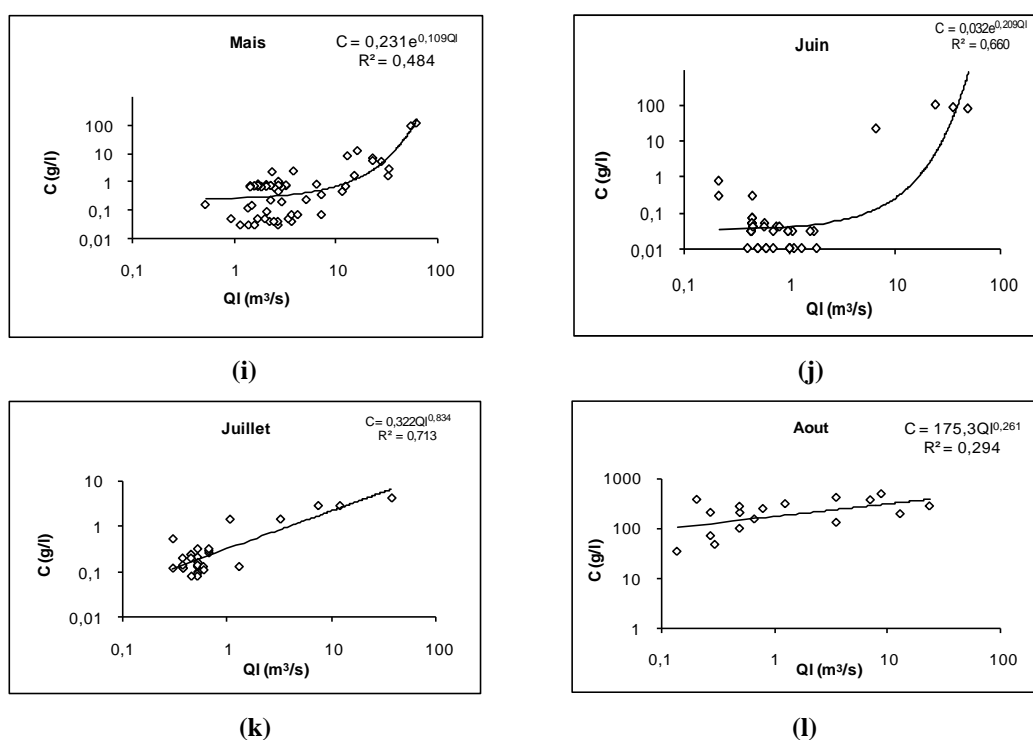 Mais
C = 0,231e^0,109Ql
R² = 0,484
100
10
1
0,1
0,01
C (g/l)
0,1
1
10
100
Ql (m³/s)
(i)
Juin
C = 0,032e^0,209Ql
R² = 0,660
100
1
0,01
C (g/l)
0,1
1
10
100
Ql (m³/s)
(j)
Juillet
C= 0,322Ql^0,834
R² = 0,713
10
1
0,1
0,01
C (g/l)
0,1
1
10
100
Ql (m³/s)
(k)
Aout
C = 175,3Ql^0,261
R² = 0,294
1000
100
10
1
C (g/l)
0,1
1
10
100
Ql (m³/s)
(l)